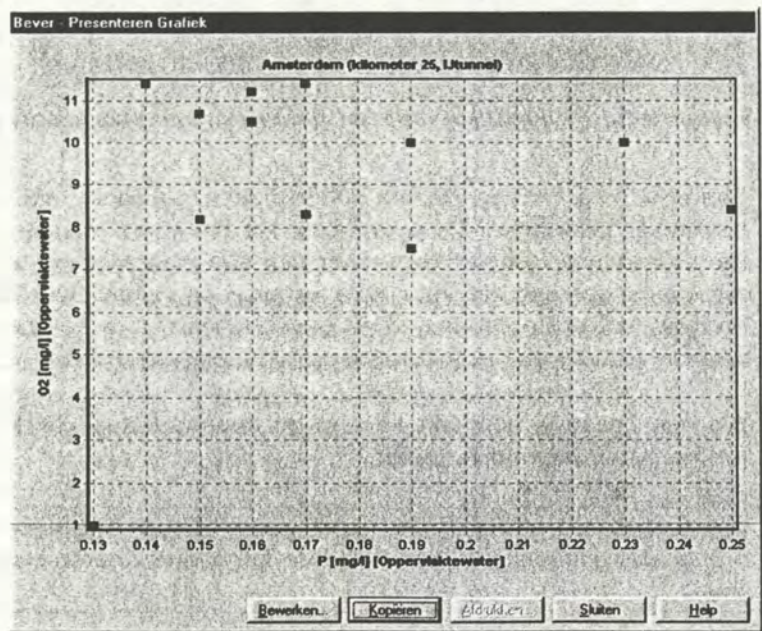 Bever - Presenteren Grafiek
Amsterdam (kilometer 25, IJtunnel)
11
10
9
8
7
6
5
4
3
2
1
O2 [mg/l] [Oppervlaktewater]
0.13 0.14 0.15 0.16 0.17 0.18 0.19 0.2 0.21 0.22 0.23 0.24 0.25
P [mg/l] [Oppervlaktewater]
Bewerken... Kopiëren Afdrukken Sluiten Help